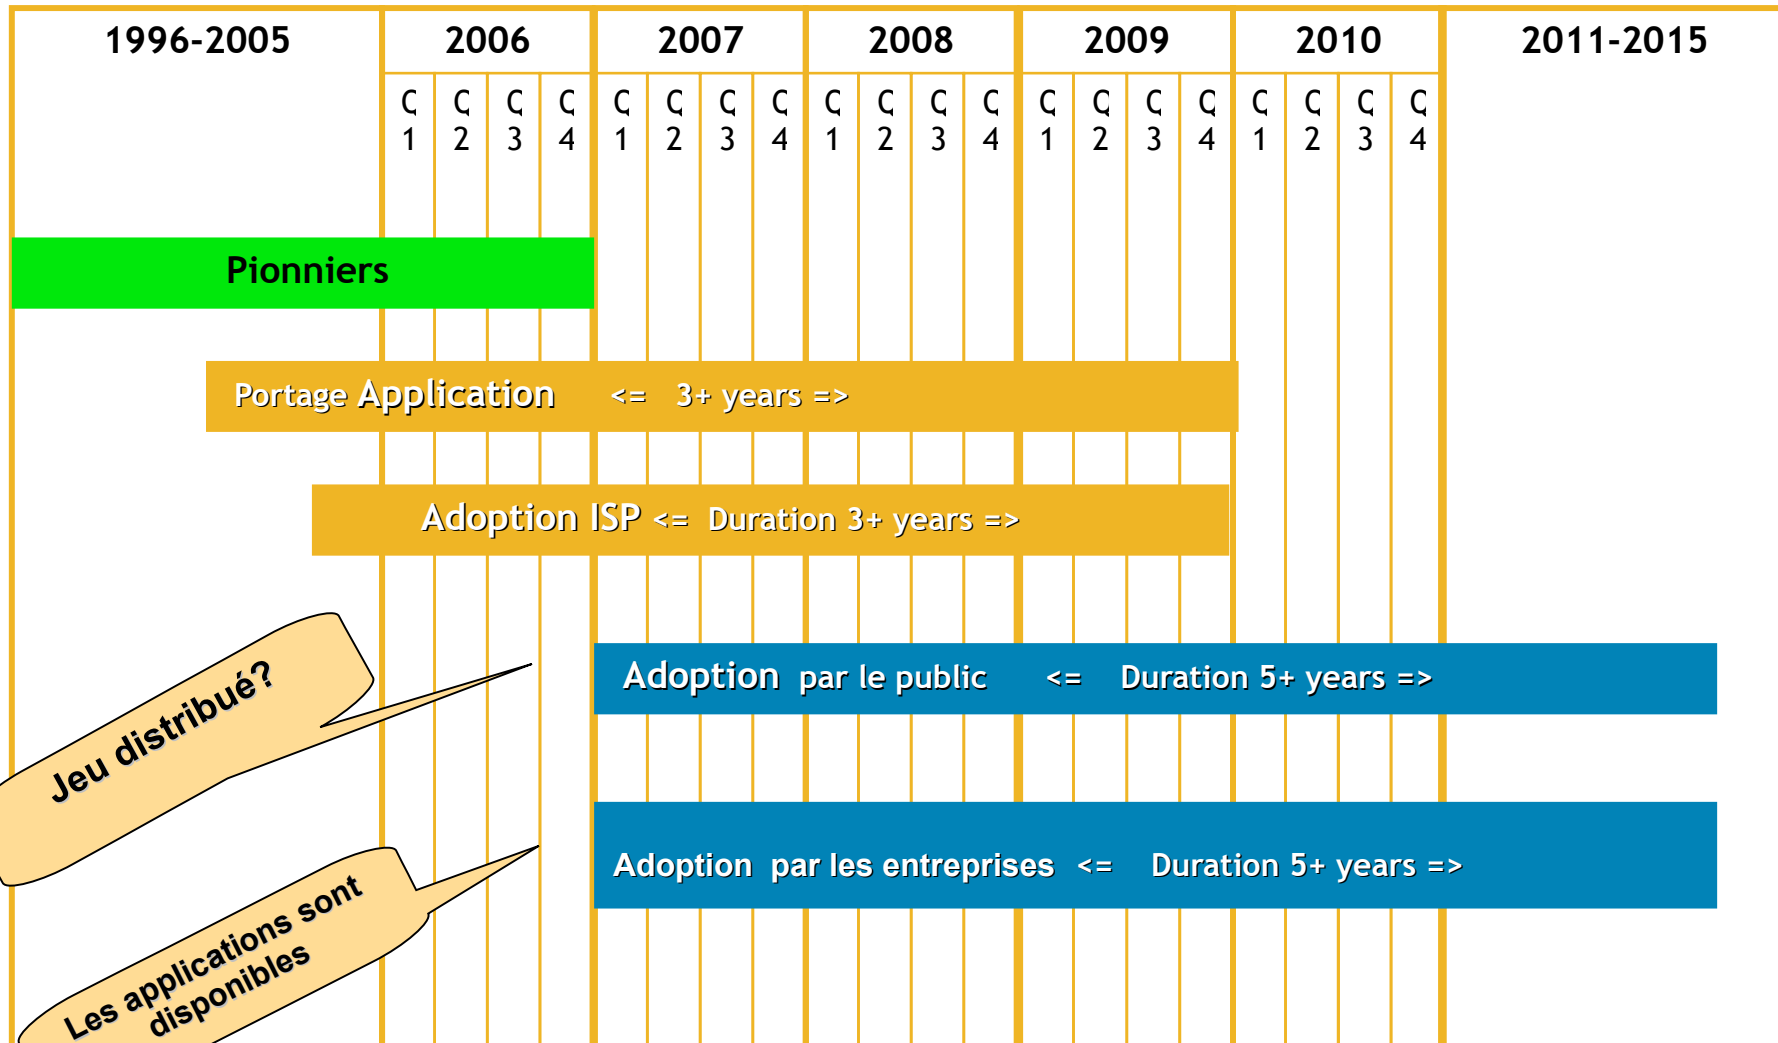 1996-2005 2006 2007 2008 2009 2010 2011-2015
Q Q Q Q Q Q Q Q Q Q Q Q Q Q Q Q Q Q Q Q
1 2 3 4 1 2 3 4 1 2 3 4 1 2 3 4 1 2 3 4
Pionniers
Portage Application <= 3+ years =>
Adoption ISP <= Duration 3+ years =>
Adoption par le public <= Duration 5+ years =>
Jeu distribué?
Adoption par les entreprises <= Duration 5+ years =>
Les applications sont
disponibles